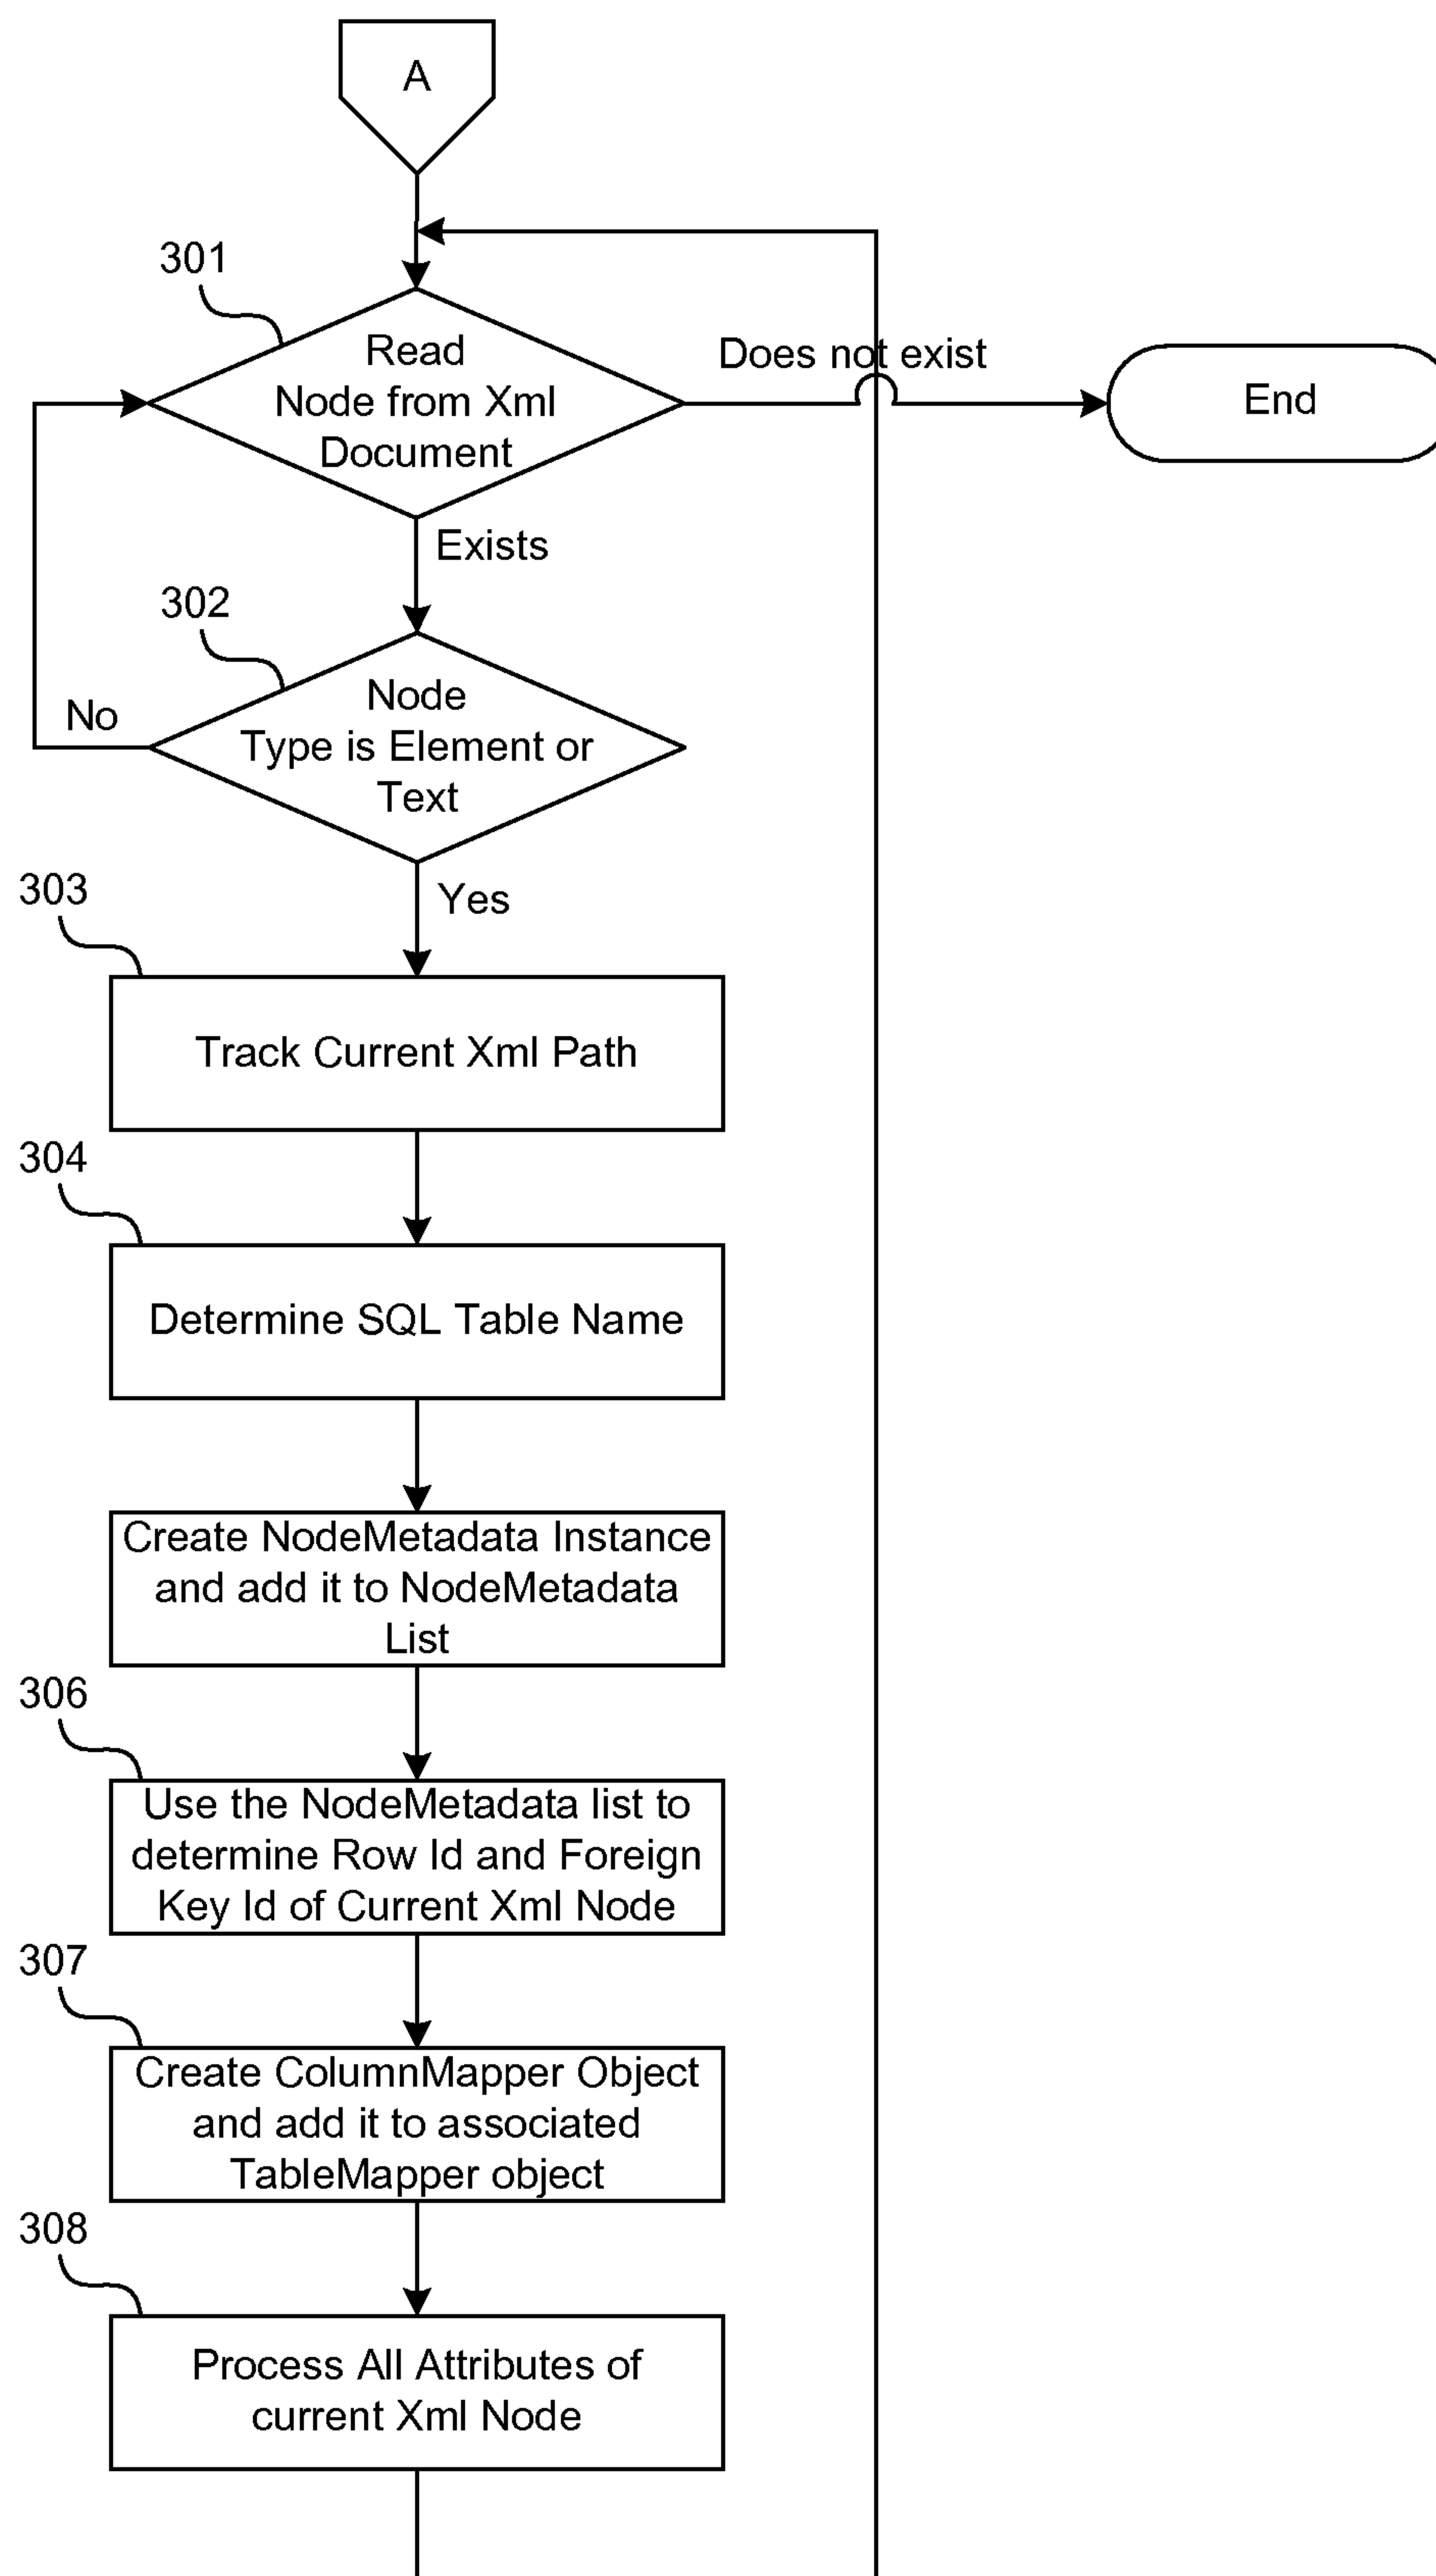 A
301
Read
Node from Xml
Document
Does not exist
End
Exists
302
Node
Type is Element or
Text
No
Yes
303
Track Current Xml Path
304
Determine SQL Table Name
Create NodeMetadata Instance
and add it to NodeMetadata
List
306
Use the NodeMetadata list to
determine Row Id and Foreign
Key Id of Current Xml Node
307
Create ColumnMapper Object
and add it to associated
TableMapper object
308
Process All Attributes of
current Xml Node